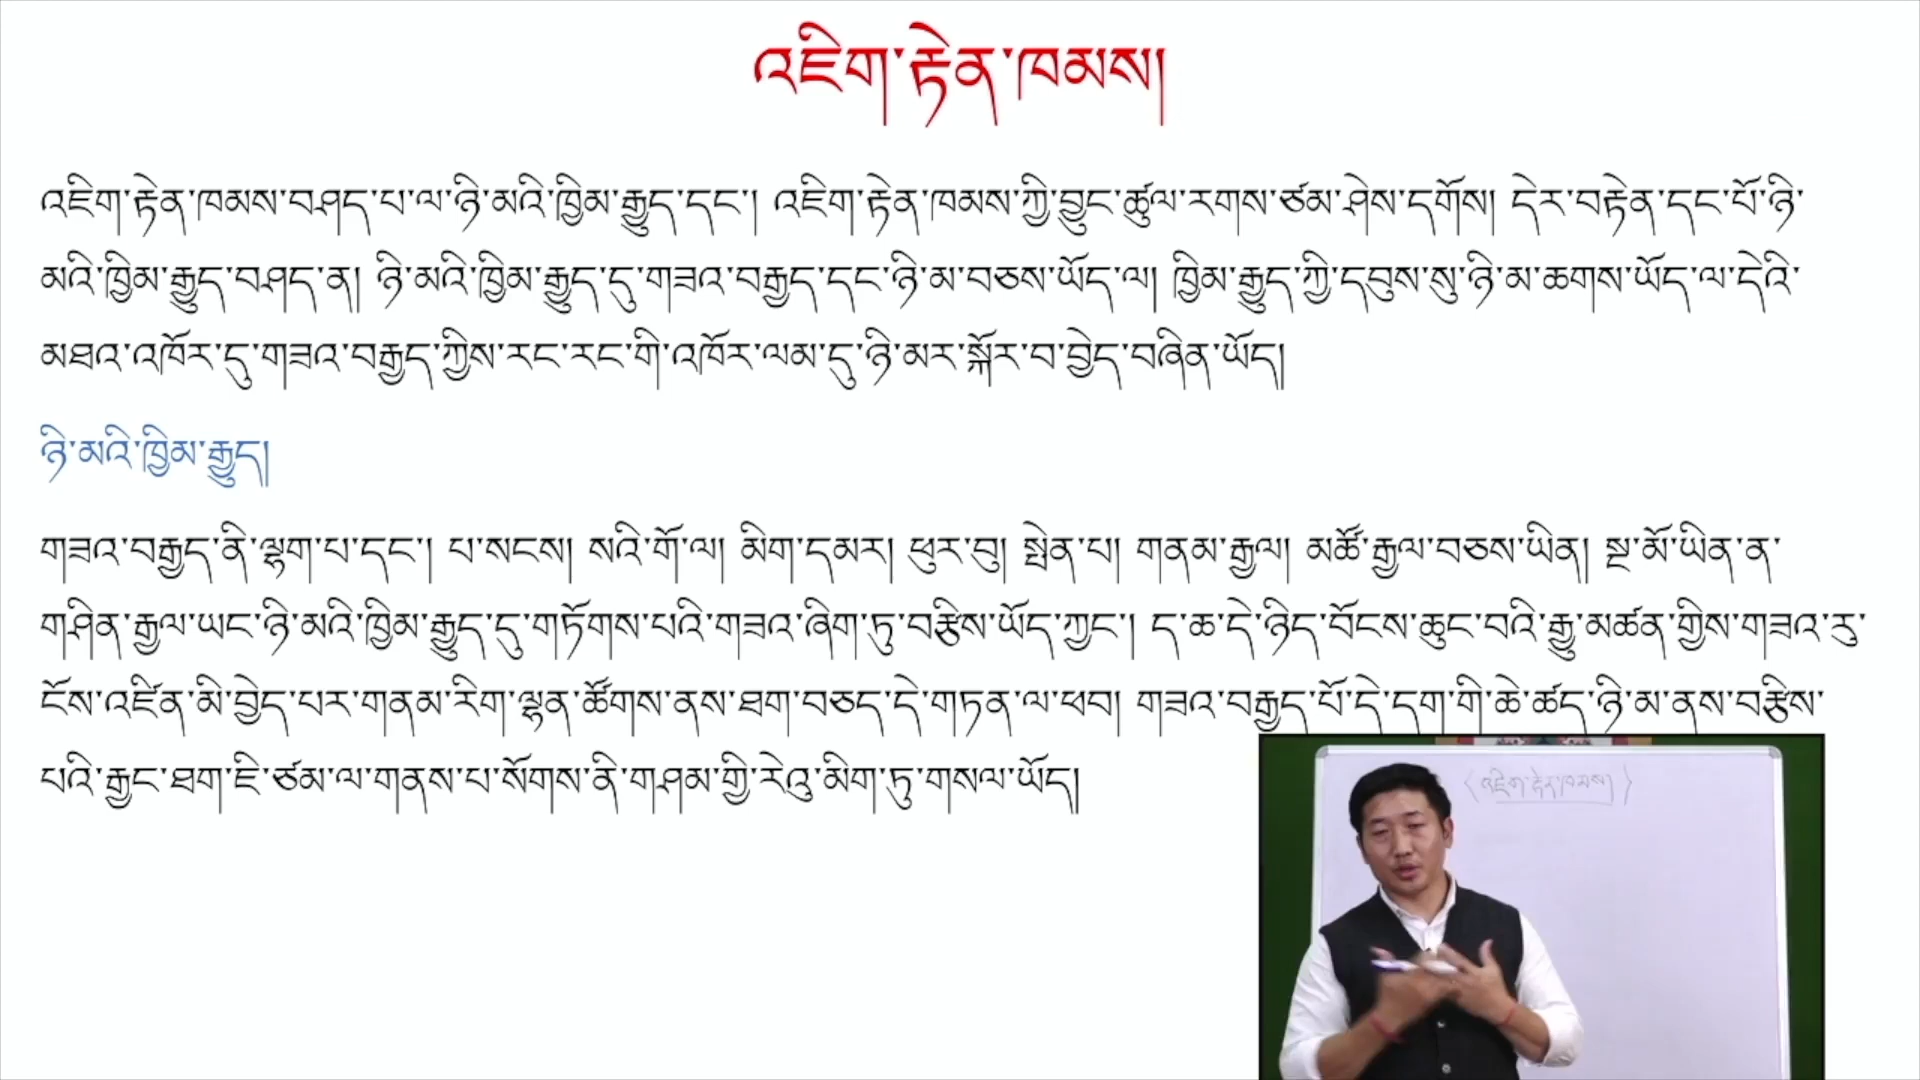 འཇིག་རྟེན་ཁམས།
འཇིག་རྟེན་ཁམས་བཤད་པ་ལ་ཉི་མའི་ཁྱིམ་རྒྱུད་དང་། འཇིག་རྟེན་ཁམས་ཀྱི་བྱུང་ཚུལ་རགས་ཙམ་ཤེས་དགོས། དེར་བརྟེན་དང་པོ་ཉི་
མའི་ཁྱིམ་རྒྱུད་བཤད་ན། ཉི་མའི་ཁྱིམ་རྒྱུད་དུ་གཟའ་བརྒྱད་དང་ཉི་མ་བཅས་ཡོད་ལ། ཁྱིམ་རྒྱུད་ཀྱི་དབུས་སུ་ཉི་མ་ཆགས་ཡོད་ལ་དེའི་
མཐའ་འཁོར་དུ་གཟའ་བརྒྱད་ཀྱིས་རང་རང་གི་འཁོར་ལམ་དུ་ཉི་མར་སྐོར་བ་བྱེད་བཞིན་ཡོད།
ཉི་མའི་ཁྱིམ་རྒྱུད།
གཟའ་བརྒྱད་ནི་ལྷག་པ་དང་། པ་སངས། སའི་གོ་ལ། མིག་དམར། ཕུར་བུ། སྤེན་པ། གནམ་རྒྱལ། མཚོ་རྒྱལ་བཅས་ཡིན། སྔ་མོ་ཡིན་ན་
གཤིན་རྒྱལ་ཡང་ཉི་མའི་ཁྱིམ་རྒྱུད་དུ་གཏོགས་པའི་གཟའ་ཞིག་ཏུ་བརྩིས་ཡོད་ཀྱང་། ད་ཆ་དེ་ཉིད་བོངས་ཆུང་བའི་རྒྱུ་མཚན་གྱིས་གཟའ་རུ་
ངོས་འཛིན་མི་བྱེད་པར་གནམ་རིག་ལྷན་ཚོགས་ནས་ཐག་བཅད་དེ་གཏན་ལ་ཕབ། གཟའ་བརྒྱད་པོ་དེ་དག་གི་ཆེ་ཚད་ཉི་མ་ནས་བརྩིས་
པའི་རྒྱང་ཐག་ཇི་ཙམ་ལ་གནས་པ་སོགས་ནི་གཤམ་གྱི་རེའུ་མིག་ཏུ་གསལ་ཡོད།
༼འཇིག་རྟེན་ཁམས།༽